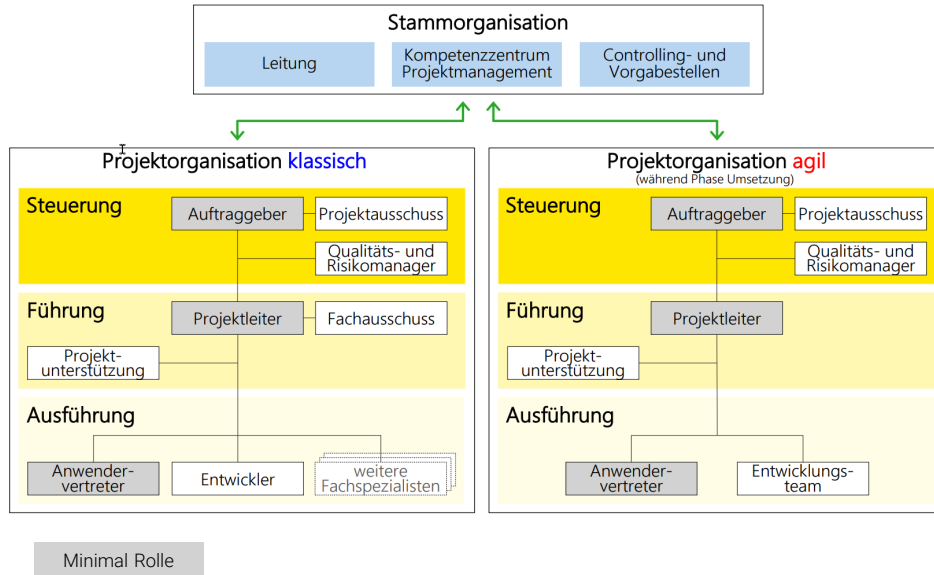 Stammorganisation
Leitung
Kompetenzzentrum
Projektmanagement
Controlling- und
Vorgabestellen
Projektorganisation klassisch
Steuerung
Auftraggeber
Projektausschuss
Qualitäts- und
Risikomanager
Führung
Projektleiter
Fachausschuss
Projekt-
unterstützung
Ausführung
Anwender-
vertreter
Entwickler
weitere
Fachspezialisten
Projektorganisation agil
(während Phase Umsetzung)
Steuerung
Auftraggeber
Projektausschuss
Qualitäts- und
Risikomanager
Führung
Projektleiter
Projekt-
unterstützung
Ausführung
Anwender-
vertreter
Entwicklungs-
team
Minimal Rolle